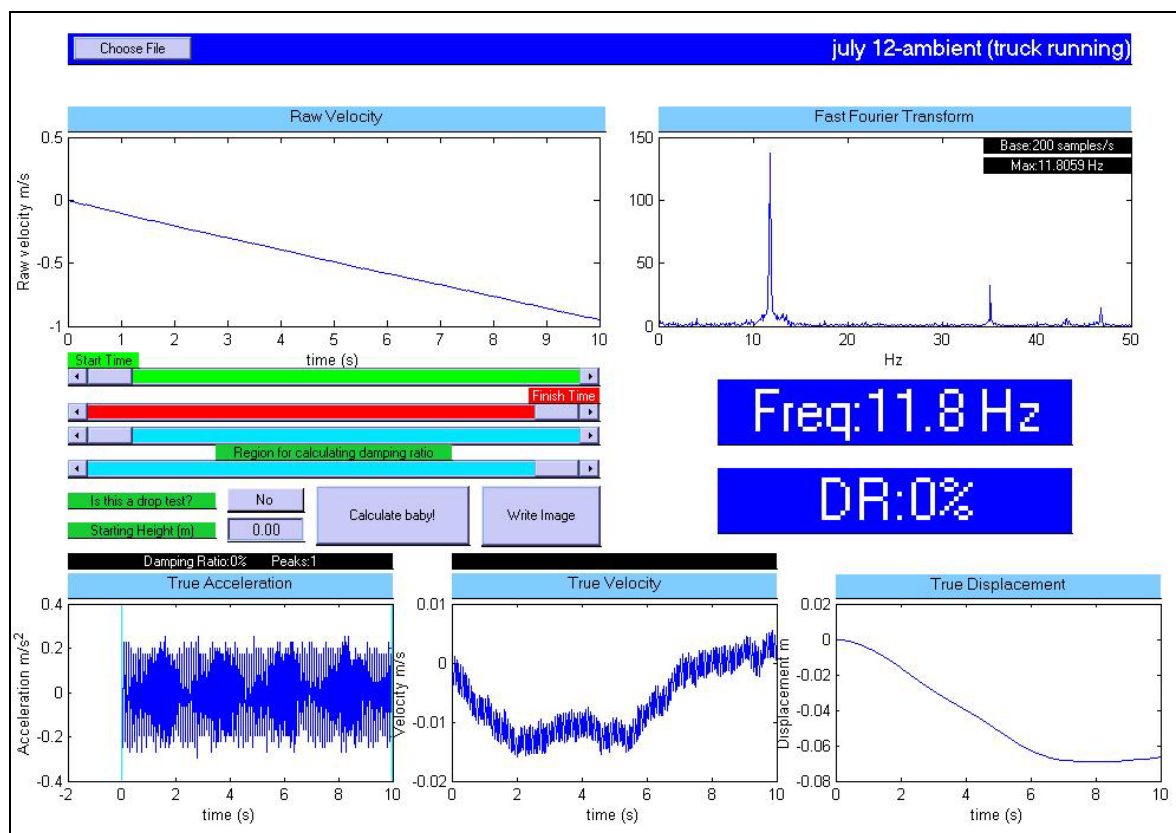 Choose File
july 12-ambient (truck running)
Raw Velocity
0.5
0
-0.5
-1
Raw velocity m/s
0 1 2 3 4 5 6 7 8 9 10
time (s)
Fast Fourier Transform
Base:200 samples/s
Max:11.8059 Hz
150
100
50
0
0 10 20 30 40 50
Hz
Start Time
Finish Time
Region for calculating damping ratio
Is this a drop test?
No
Starting Height (m)
0.00
Calculate baby!
Write Image
Freq:11.8 Hz
DR:0%
Damping Ratio:0% Peaks:1
True Acceleration
0.4
0.2
0
-0.2
-0.4
Acceleration m/s²
-2 0 2 4 6 8 10
time (s)
True Velocity
0.01
0
-0.01
-0.02
Velocity m/s
0 2 4 6 8 10
time (s)
True Displacement
0.02
0
-0.02
-0.04
-0.06
-0.08
Displacement m
0 2 4 6 8 10
time (s)